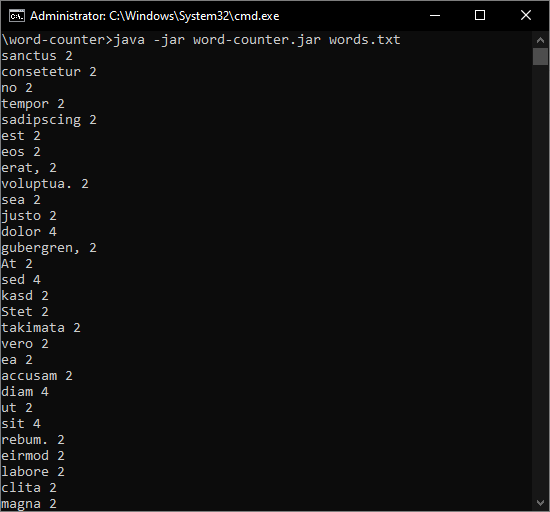 Administrator: C:\Windows\System32\cmd.exe
\word-counter>java -jar word-counter.jar words.txt
sanctus 2
consetetur 2
no 2
tempor 2
sadipscing 2
est 2
eos 2
erat, 2
voluptua. 2
sea 2
justo 2
dolor 4
gubergren, 2
At 2
sed 4
kasd 2
Stet 2
takimata 2
vero 2
ea 2
accusam 2
diam 4
ut 2
sit 4
rebum. 2
eirmod 2
labore 2
clita 2
magna 2